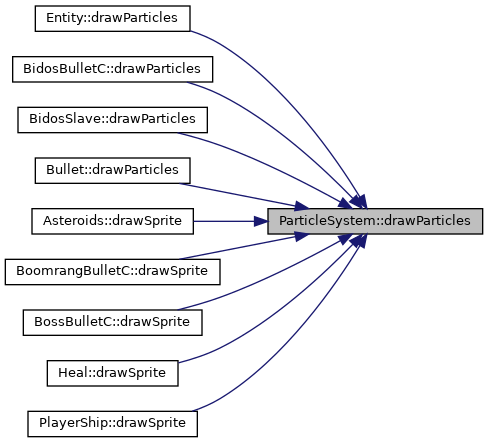 Entity::drawParticles
BidosBulletC::drawParticles
BidosSlave::drawParticles
Bullet::drawParticles
Asteroids::drawSprite
ParticleSystem::drawParticles
BoomrangBulletC::drawSprite
BossBulletC::drawSprite
Heal::drawSprite
PlayerShip::drawSprite